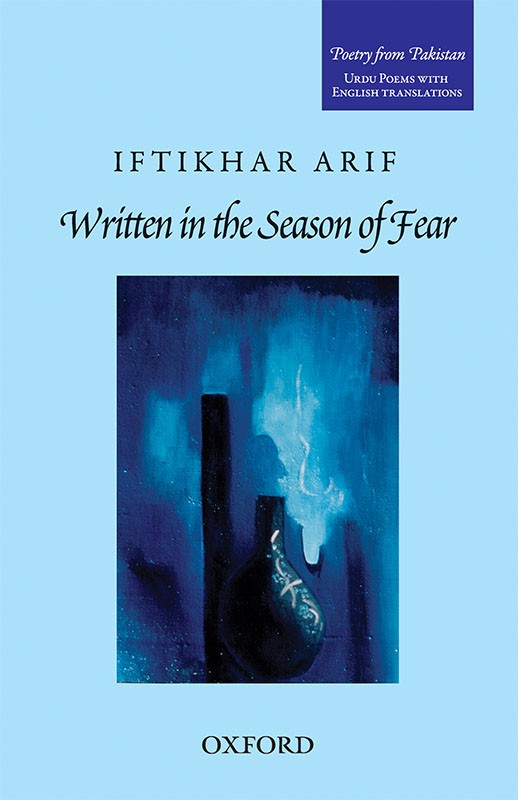 Poetry from Pakistan
Urdu Poems with
English translations
IFTIKHAR ARIF
Written in the Season of Fear
OXFORD